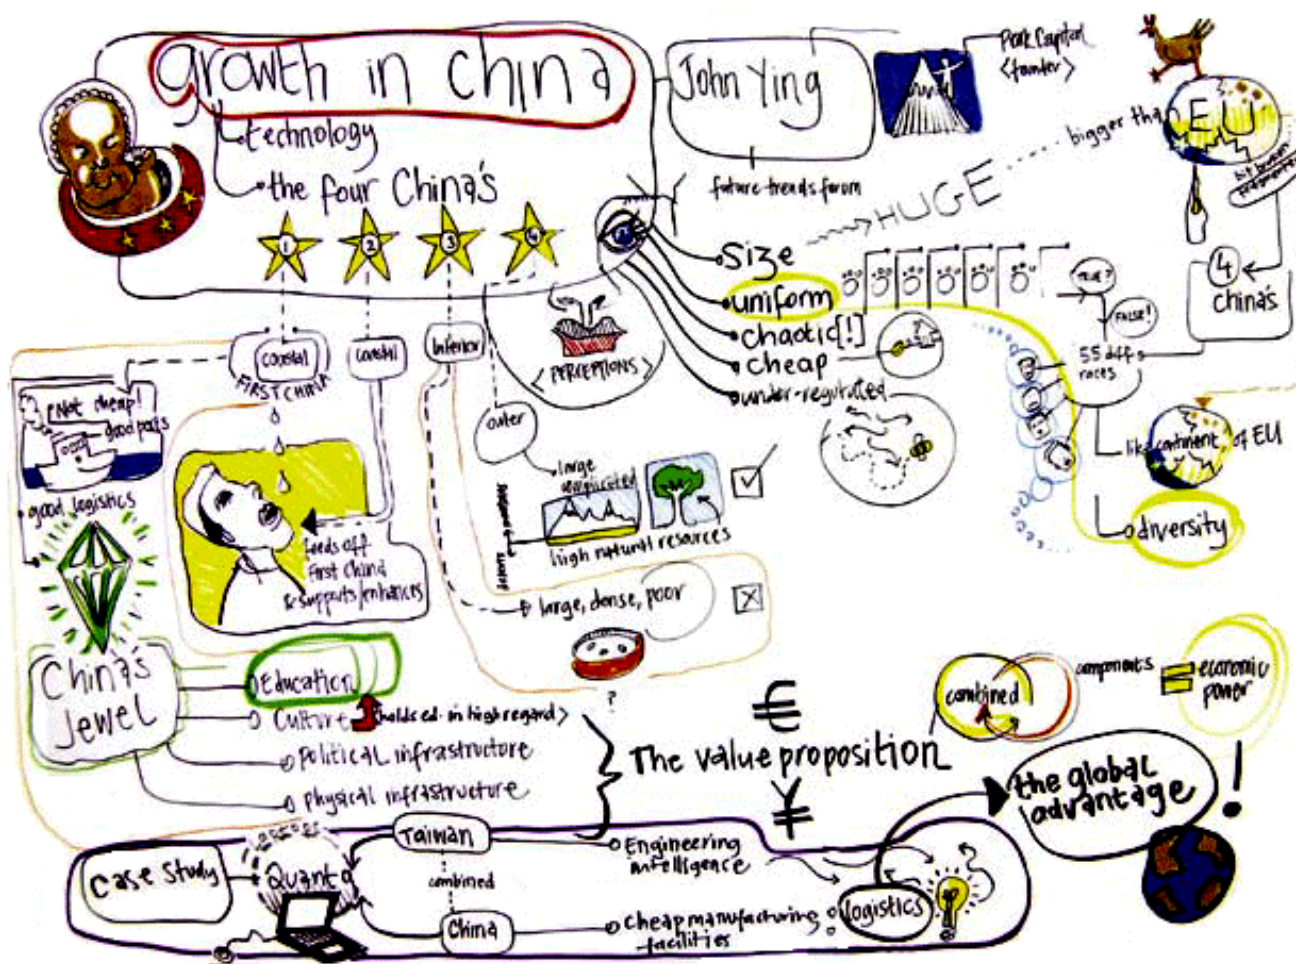 growth in China
technology
the four China's
1
2
3
4
John Ying
Peak Capital
<founder>
future trends forum
size
HUGE
bigger than EU
4
China's
uniform
TRUE?
FALSE!
chaotic[!]
cheap
under-regulated
<PERCEPTIONS>
55 diff
races
like continent of EU
diversity
coastal
FIRST CHINA
coastal
Inferior
outer
Not cheap!
good ports
good logistics
feeds off
First China
& supports/enhances
large
high natural resources
large, dense, poor
?
China's
Jewel
Education
Culture
holds ed. in high regard>
Political infrastructure
Physical infrastructure
€
The value proposition
¥
combined
components
=
economic
power
the global
advantage
!
Case Study
Quanta
Taiwan
combined
China
Engineering
intelligence
Cheap manufacturing
facilities
logistics